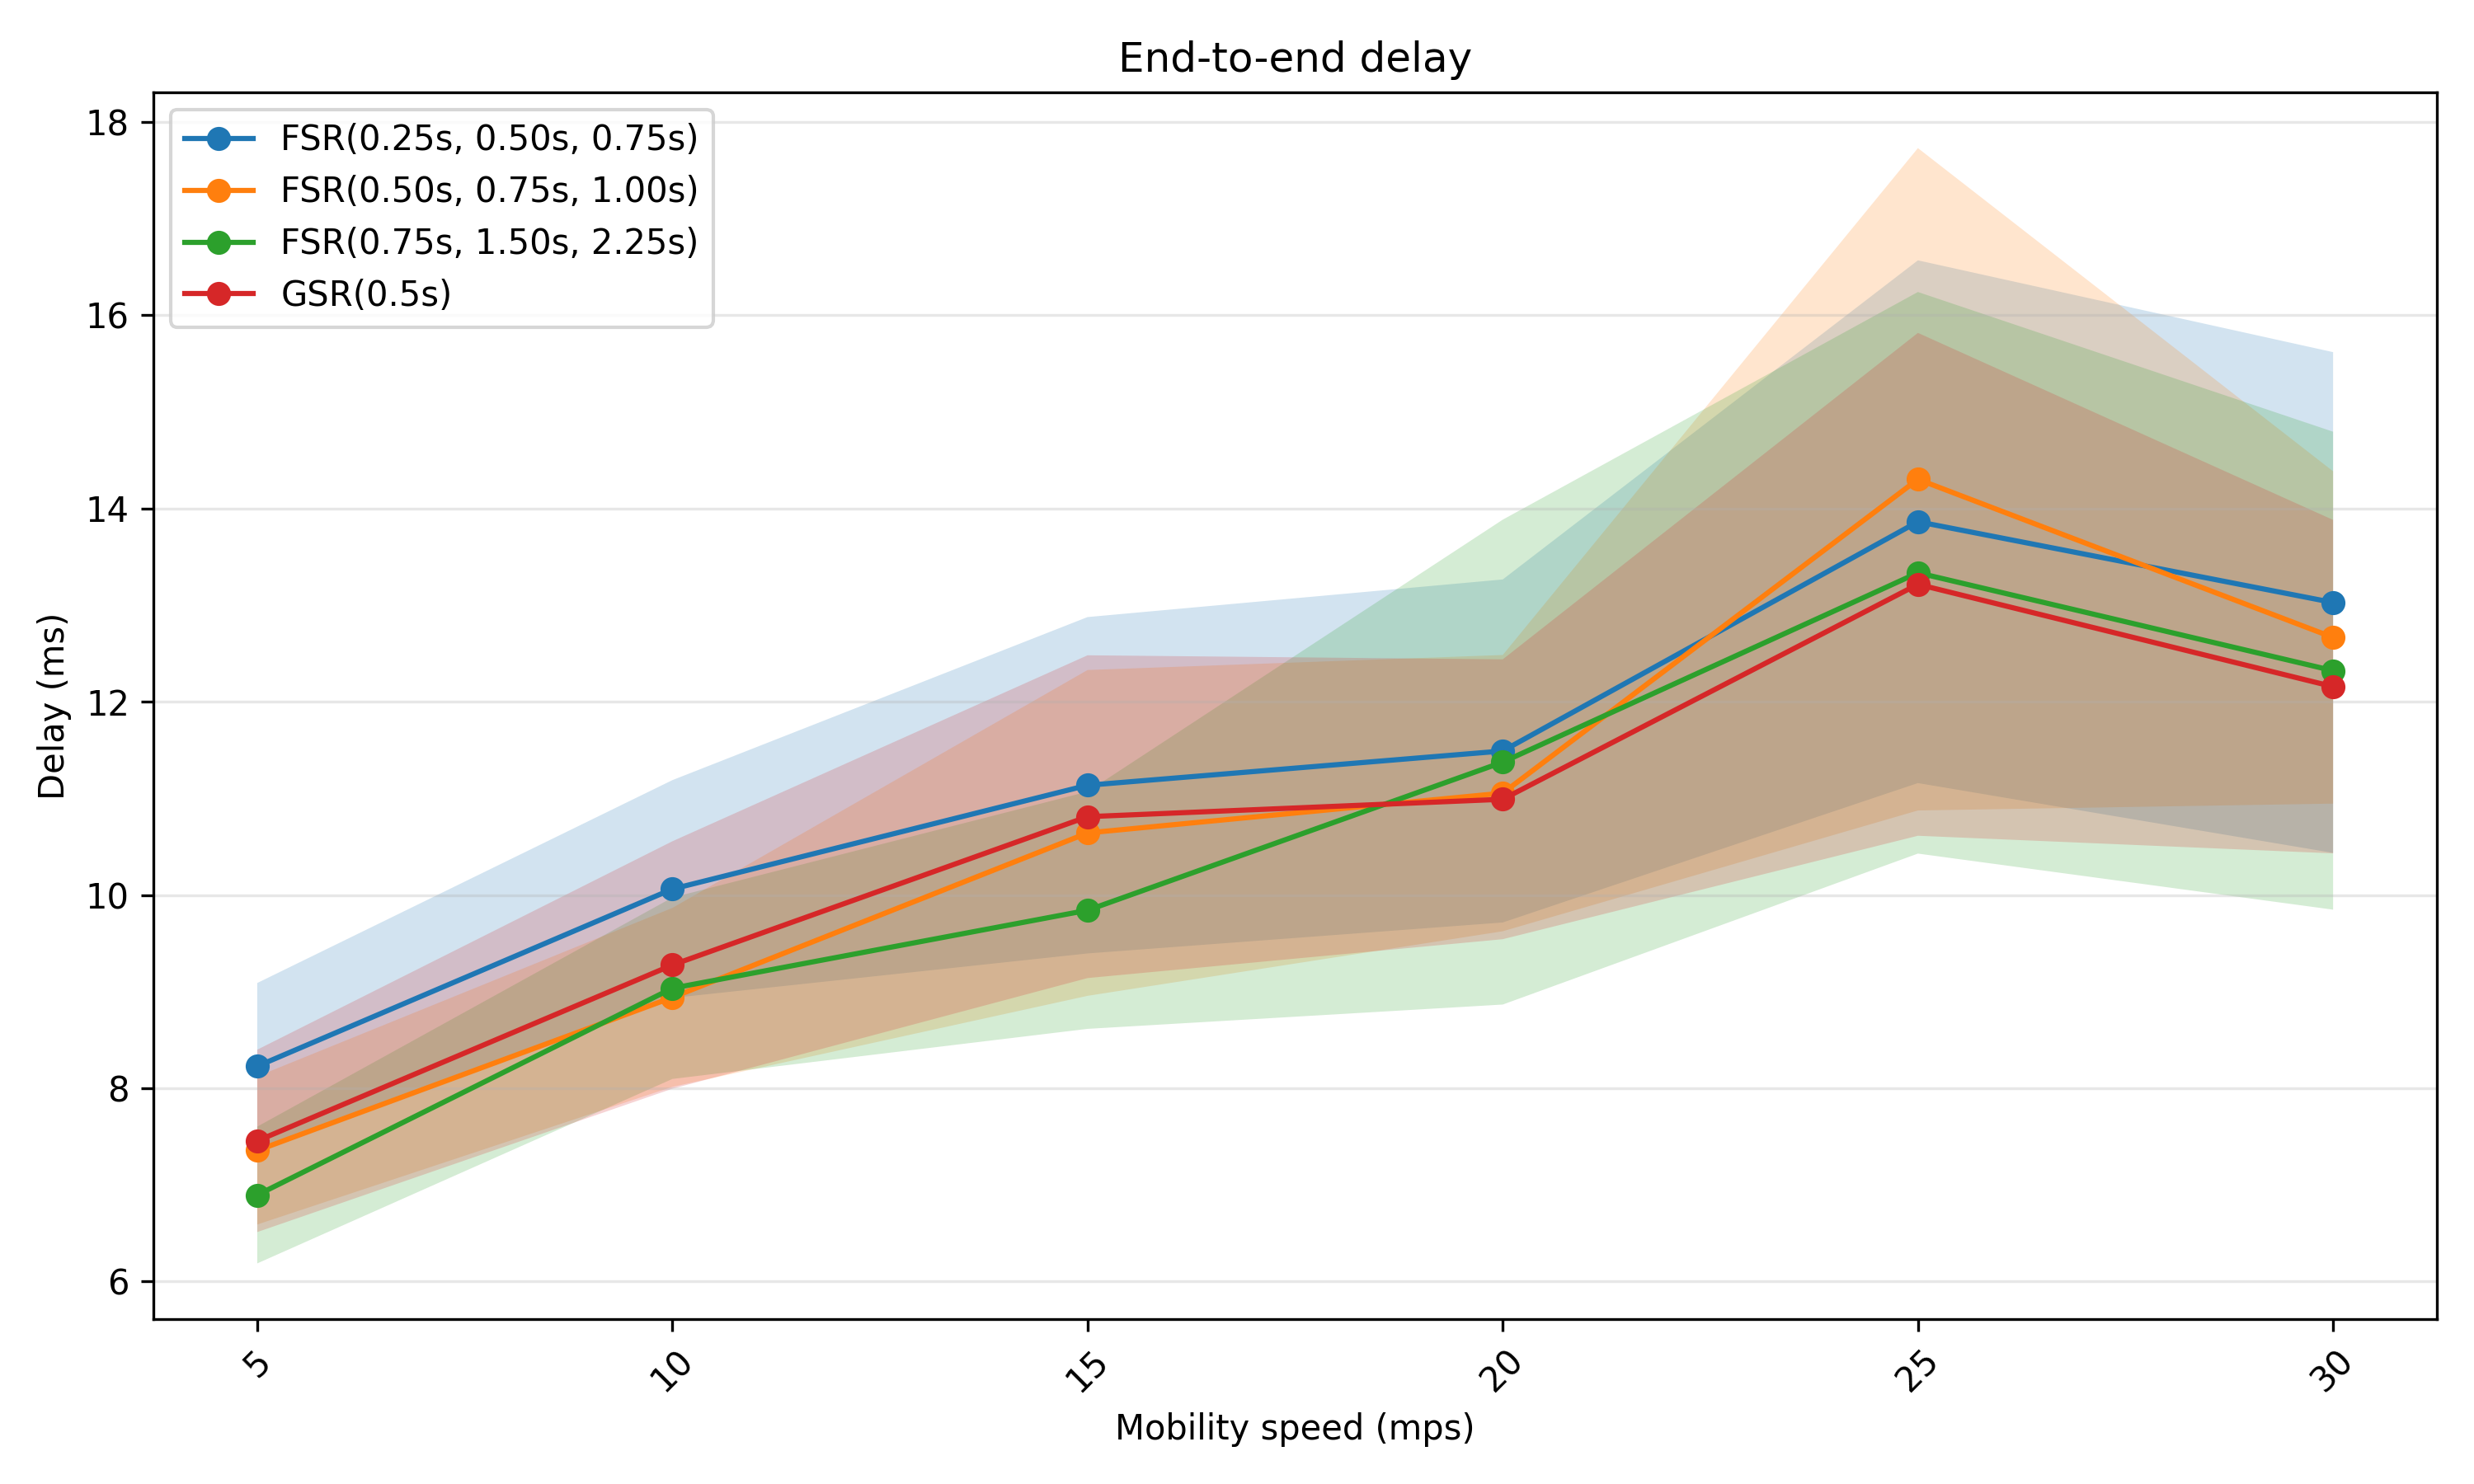 End-to-end delay
FSR(0.25s, 0.50s, 0.75s)
FSR(0.50s, 0.75s, 1.00s)
FSR(0.75s, 1.50s, 2.25s)
GSR(0.5s)
Delay (ms)
18
16
14
12
10
8
6
5 10 15 20 25 30
Mobility speed (mps)